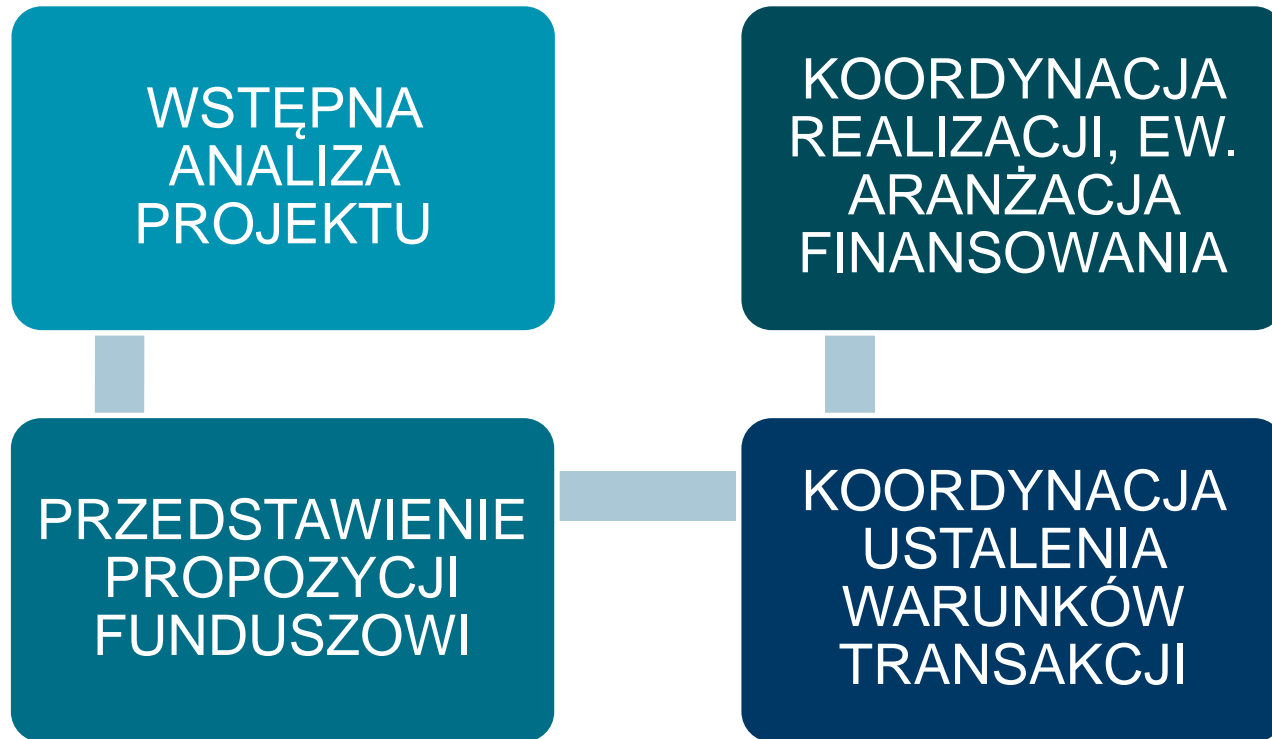 WSTĘPNA
ANALIZA
PROJEKTU
PRZEDSTAWIENIE
PROPOZYCJI
FUNDUSZOWI
KOORDYNACJA
USTALENIA
WARUNKÓW
TRANSAKCJI
KOORDYNACJA
REALIZACJI, EW.
ARANŻACJA
FINANSOWANIA